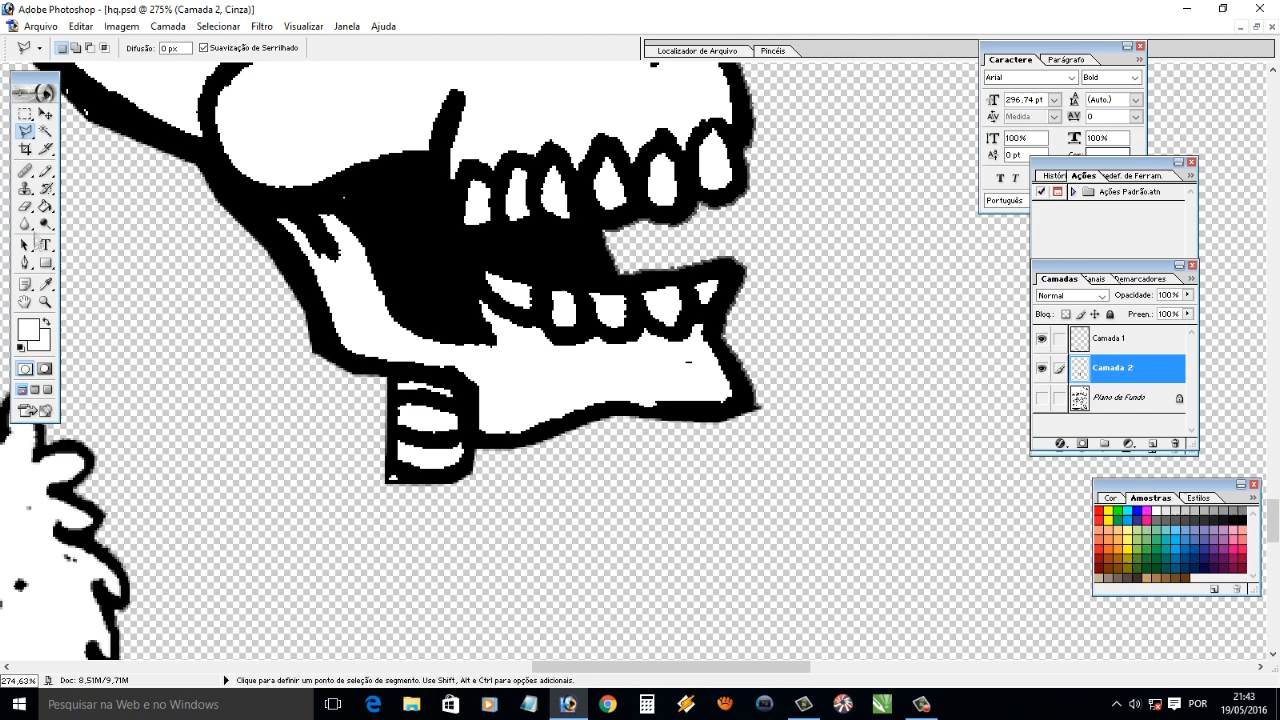 Adobe Photoshop - [hq.psd @ 275% (Camada 2, Cinza)]
Arquivo Editar Imagem Camada Selecionar Filtro Visualizar Janela Ajuda
Difusão: 0 px Suavização de Serrilhado
Localizador de Arquivo Pincéis
Caractere Parágrafo
Arial Bold
296,74 pt (Auto.)
Medida 0
100% 100%
0 pt
Português
Históri Ações redef. de Ferram.
Ações Padrão.atn
Camadas Canais Demarcadores
Normal Opacidade: 100%
Bloq.: Preen.: 100%
Camada 1
Camada 2
Plano de Fundo
Cor Amostras Estilos
274,63% Doc: 8,51M/9,71M Clique para definir um ponto de seleção de segmento. Use Shift, Alt e Ctrl para opções adicionais.
Pesquisar na Web e no Windows
POR
21:43
19/05/2016